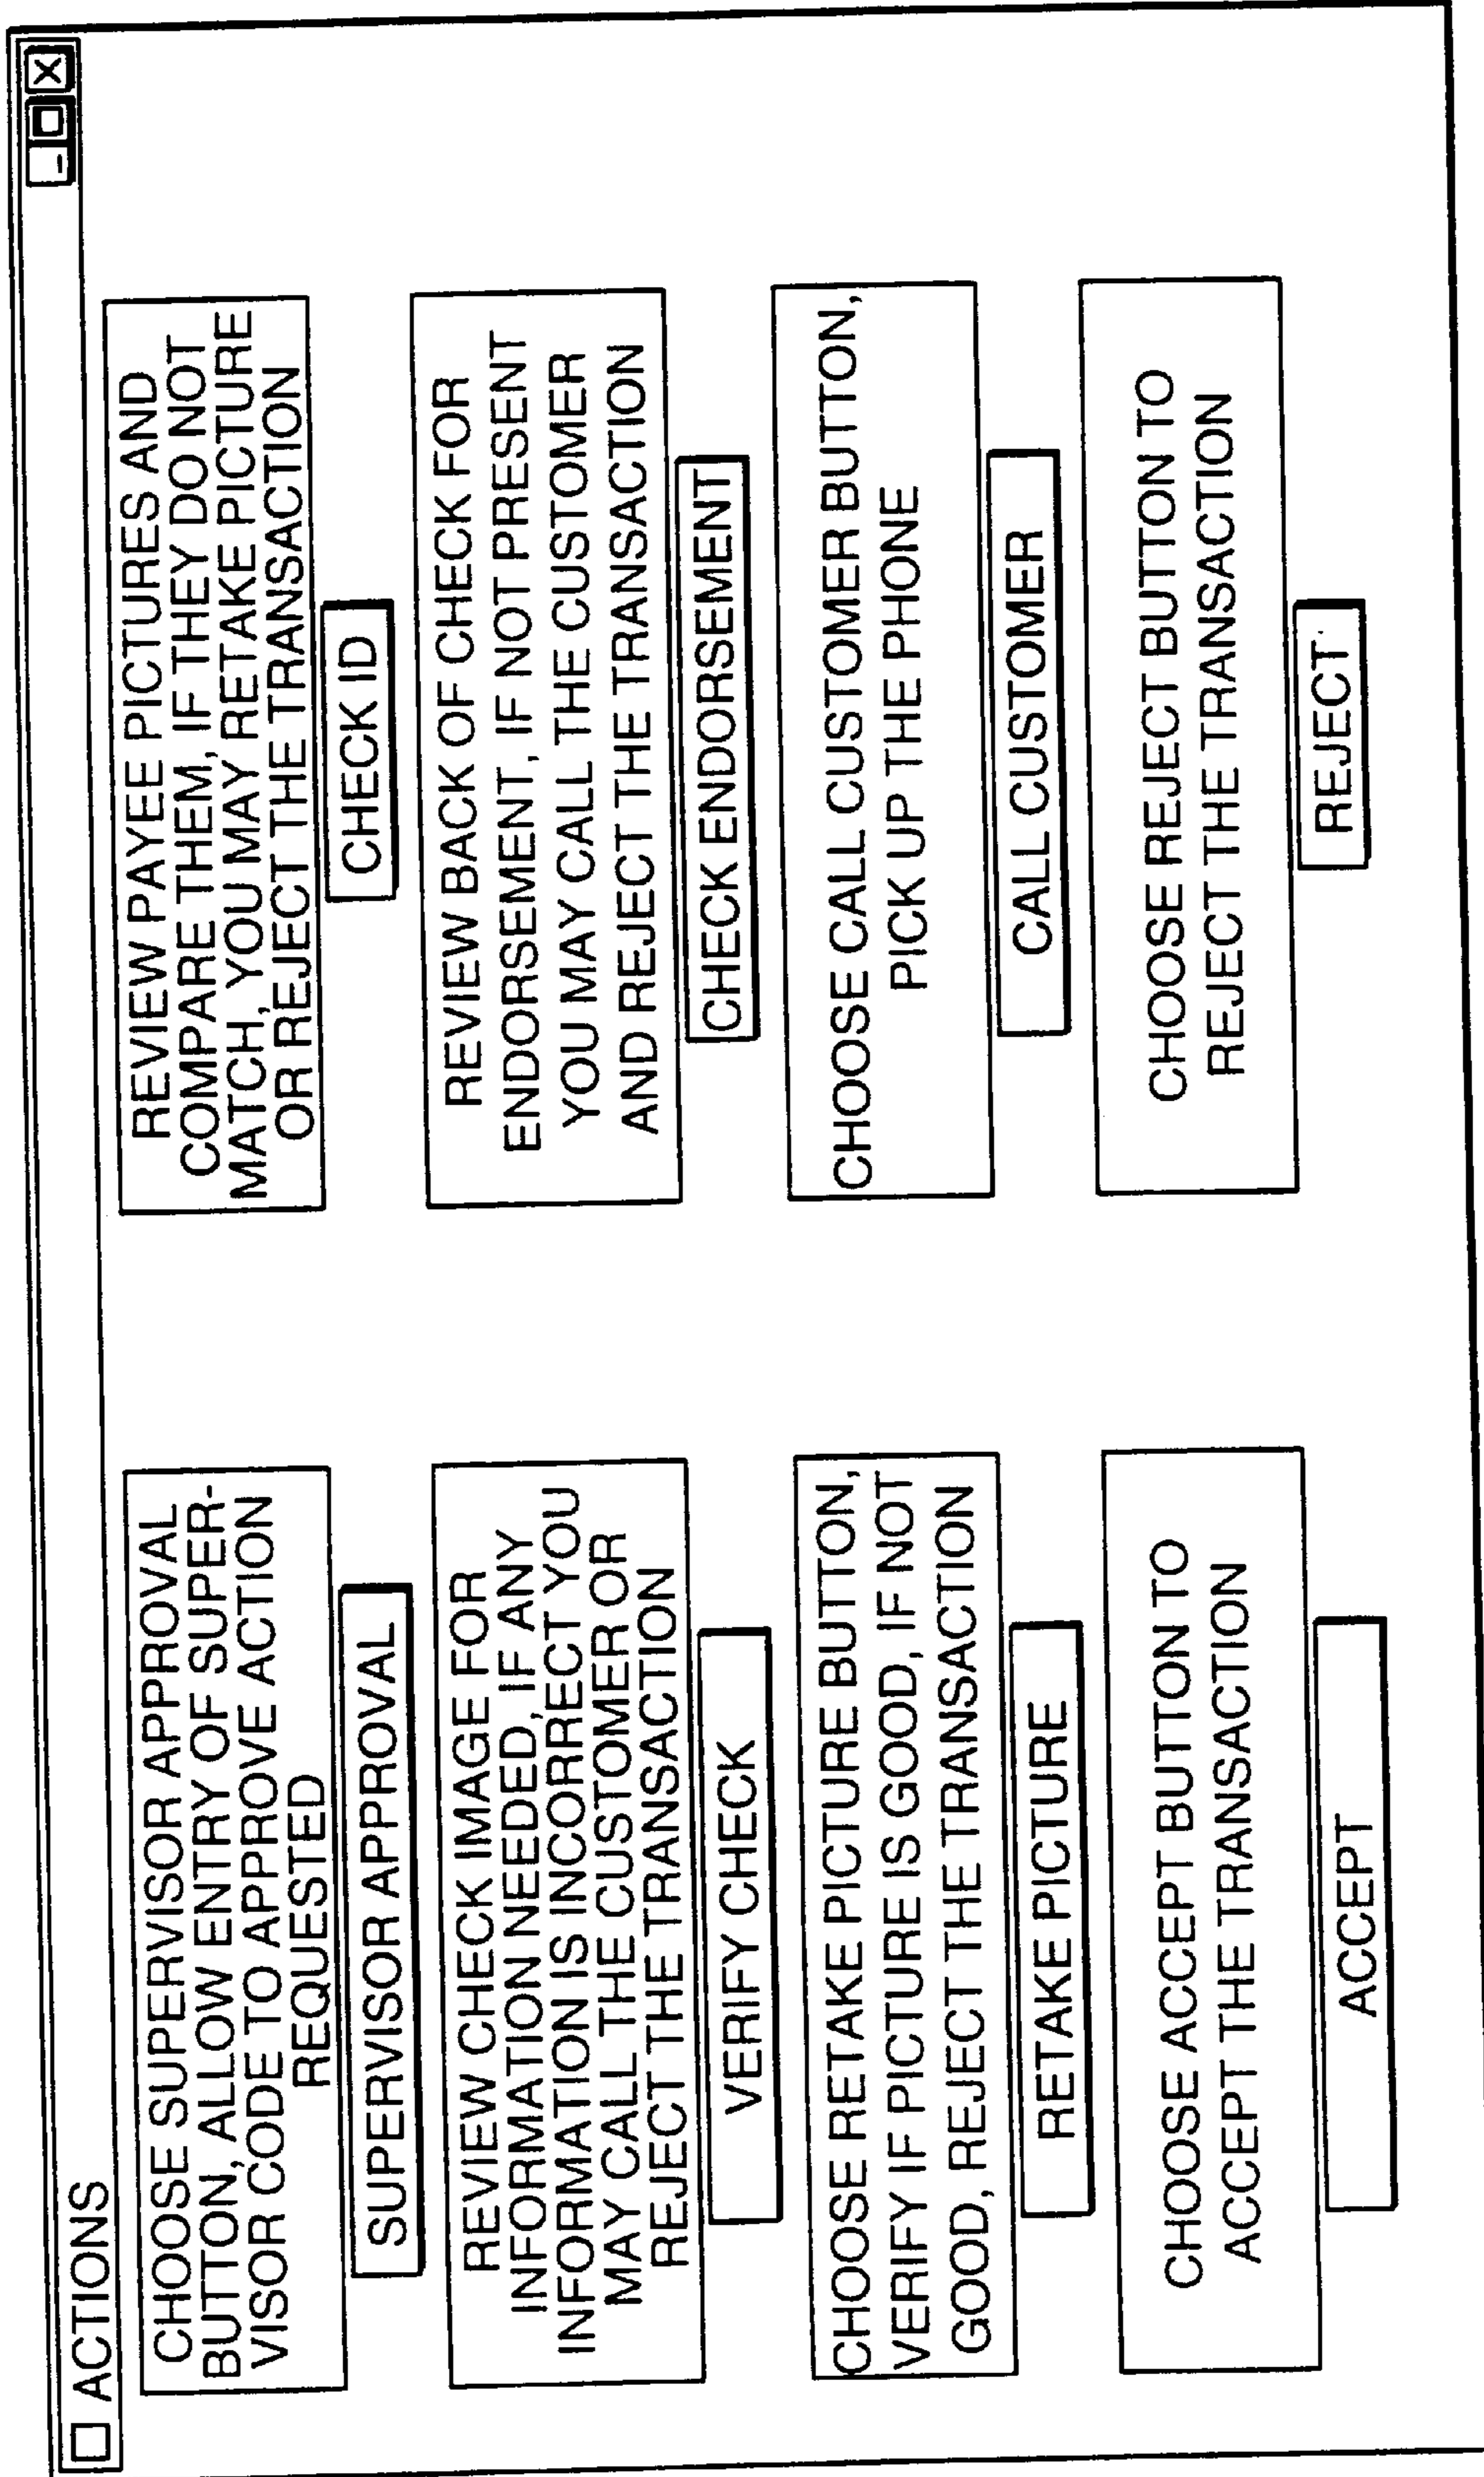 ACTIONS
CHOOSE SUPERVISOR APPROVAL
BUTTON, ALLOW ENTRY OF SUPER-
VISOR CODE TO APPROVE ACTION
REQUESTED
SUPERVISOR APPROVAL
REVIEW CHECK IMAGE FOR
INFORMATION NEEDED, IF ANY
INFORMATION IS INCORRECT YOU
MAY CALL THE CUSTOMER OR
REJECT THE TRANSACTION
VERIFY CHECK
CHOOSE RETAKE PICTURE BUTTON,
VERIFY IF PICTURE IS GOOD, IF NOT
GOOD, REJECT THE TRANSACTION
RETAKE PICTURE
CHOOSE ACCEPT BUTTON TO
ACCEPT THE TRANSACTION
ACCEPT
REVIEW PAYEE PICTURES AND
COMPARE THEM, IF THEY DO NOT
MATCH, YOU MAY RETAKE PICTURE
OR REJECT THE TRANSACTION
CHECK ID
REVIEW BACK OF CHECK FOR
ENDORSEMENT, IF NOT PRESENT
YOU MAY CALL THE CUSTOMER
AND REJECT THE TRANSACTION
CHECK ENDORSEMENT
CHOOSE CALL CUSTOMER BUTTON,
PICK UP THE PHONE
CALL CUSTOMER
CHOOSE REJECT BUTTON TO
REJECT THE TRANSACTION
REJECT